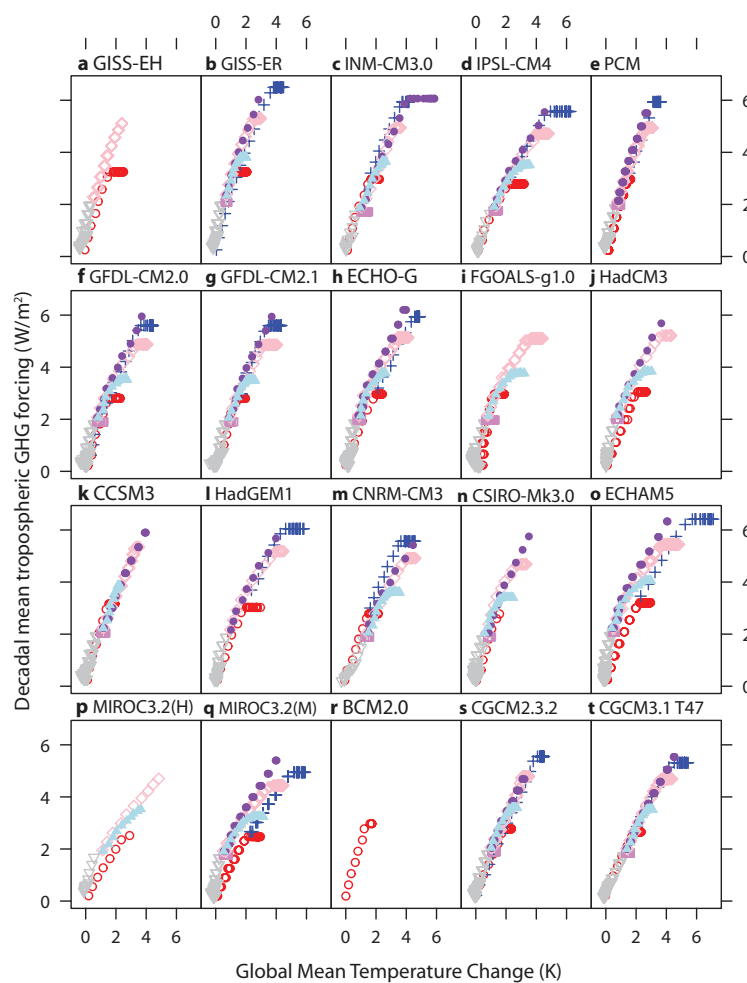 0 2 4 6 0 2 4 6
a GISS-EH b GISS-ER c INM-CM3.0 d IPSL-CM4 e PCM
6
4
2
0
f GFDL-CM2.0 g GFDL-CM2.1 h ECHO-G i FGOALS-g1.0 j HadCM3
6
4
2
0
6
4
2
0
k CCSM3 l HadGEM1 m CNRM-CM3 n CSIRO-Mk3.0 o ECHAM5
6
4
2
0
p MIROC3.2(H) q MIROC3.2(M) r BCM2.0 s CGCM2.3.2 t CGCM3.1 T47
6
4
2
0
0 2 4 6 0 2 4 6 0 2 4 6
Global Mean Temperature Change (K)
Decadal mean tropospheric GHG forcing (W/m²)